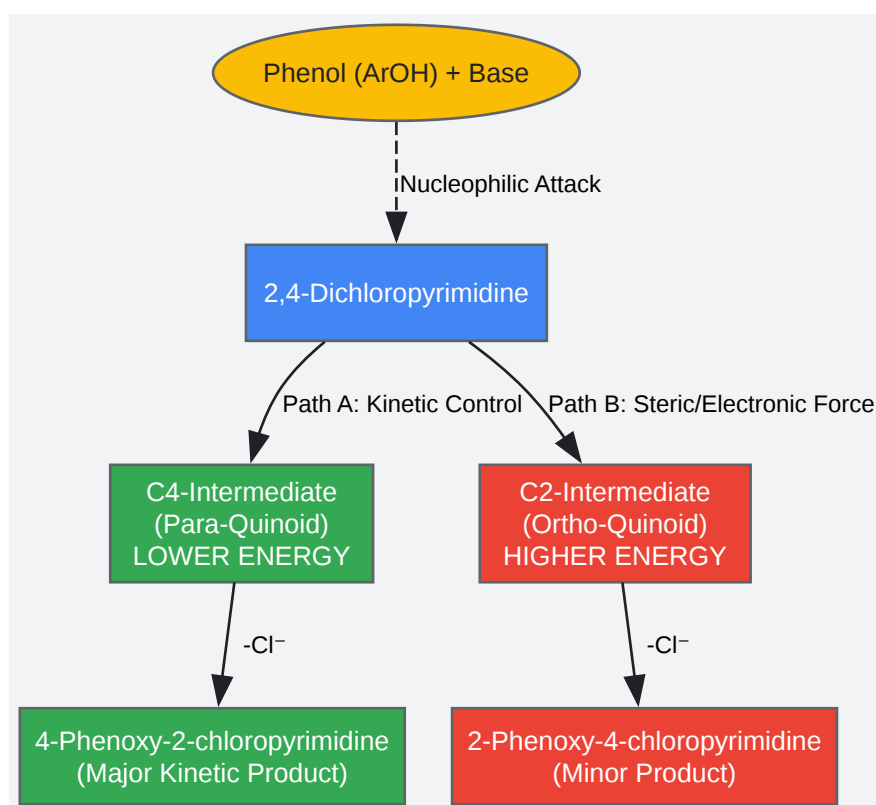 Phenol (ArOH) + Base
Nucleophilic Attack
2,4-Dichloropyrimidine
Path A: Kinetic Control
Path B: Steric/Electronic Force
C4-Intermediate
(Para-Quinoid)
LOWER ENERGY
C2-Intermediate
(Ortho-Quinoid)
HIGHER ENERGY
-Cl⁻
-Cl⁻
4-Phenoxy-2-chloropyrimidine
(Major Kinetic Product)
2-Phenoxy-4-chloropyrimidine
(Minor Product)